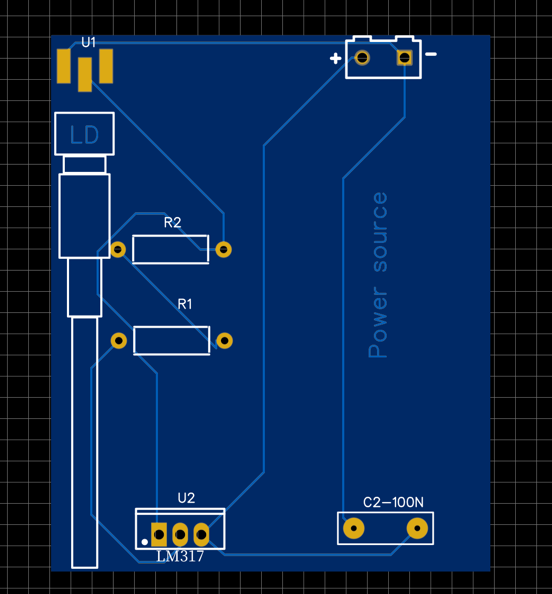 U1
+ −
LD
R2
Power source
R1
U2
C2-100N
LM317